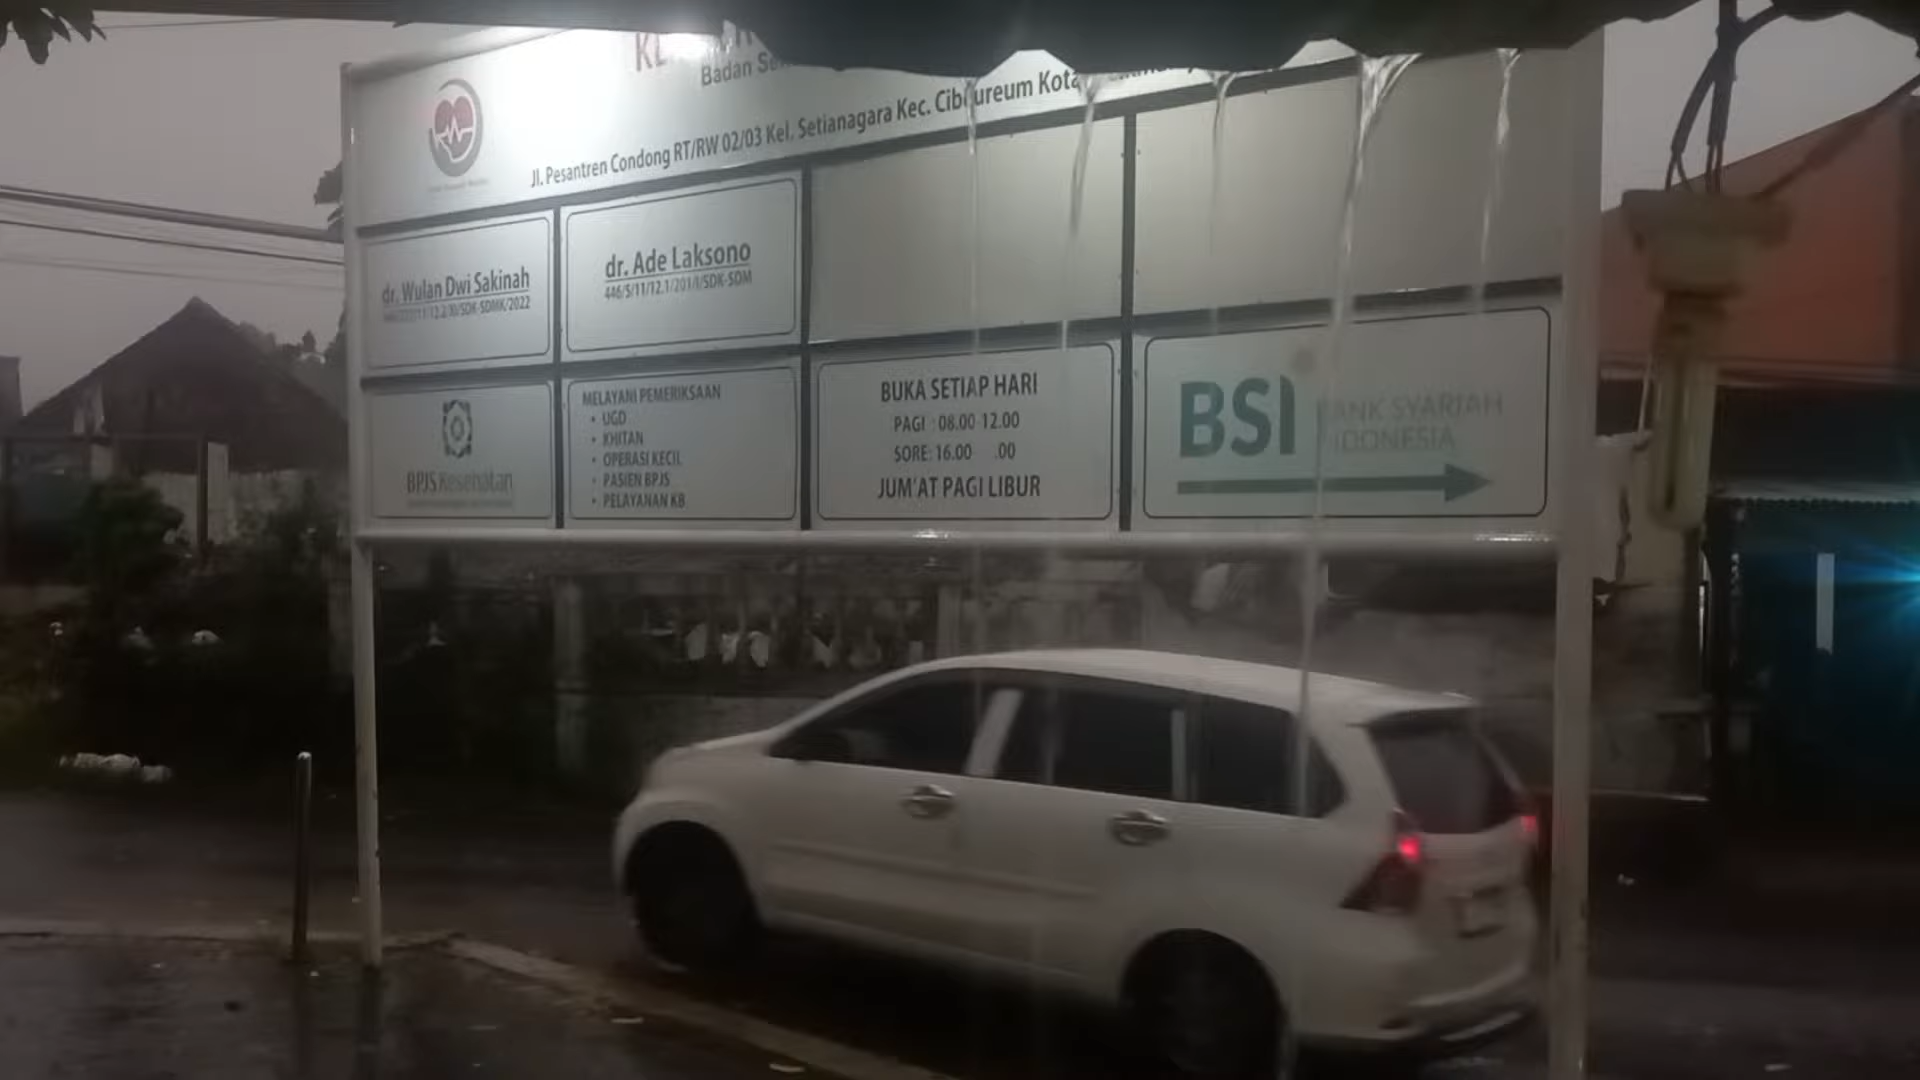 Badan
Jl. Pesantren Condong RT/RW 02/03 Kel. Setianagara Kec. Cibeureum Kota
dr. Wulan Dwi Sakinah
dr. Ade Laksono
446/5/11/12.1/201/I/SDK-SDM
BPJS Kesehatan
MELAYANI PEMERIKSAAN
• UGD
• KHITAN
• OPERASI KECIL
• PASIEN BPJS
• PELAYANAN KB
BUKA SETIAP HARI
PAGI : 08.00-12.00
SORE: 16.00 .00
JUM'AT PAGI LIBUR
BSI BANK SYARIAH
INDONESIA